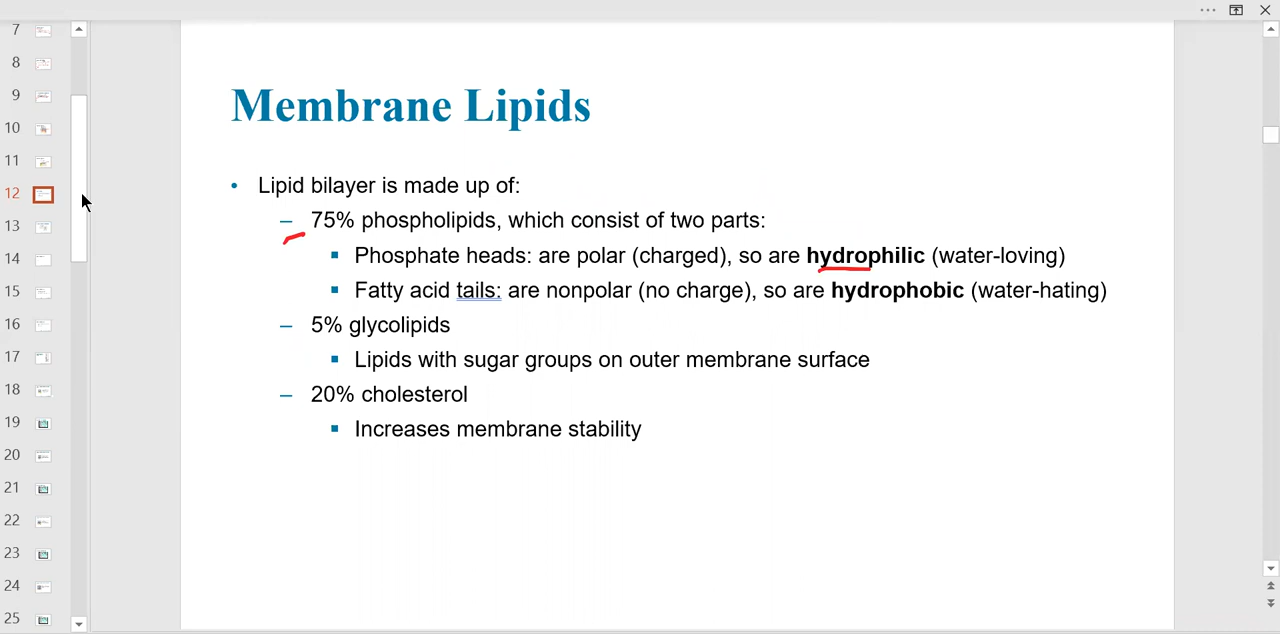 7
8
9
10
11
12
13
14
15
16
17
18
19
20
21
22
23
24
25
Membrane Lipids
• Lipid bilayer is made up of:
– 75% phospholipids, which consist of two parts:
▪ Phosphate heads: are polar (charged), so are hydrophilic (water-loving)
▪ Fatty acid tails: are nonpolar (no charge), so are hydrophobic (water-hating)
– 5% glycolipids
▪ Lipids with sugar groups on outer membrane surface
– 20% cholesterol
▪ Increases membrane stability